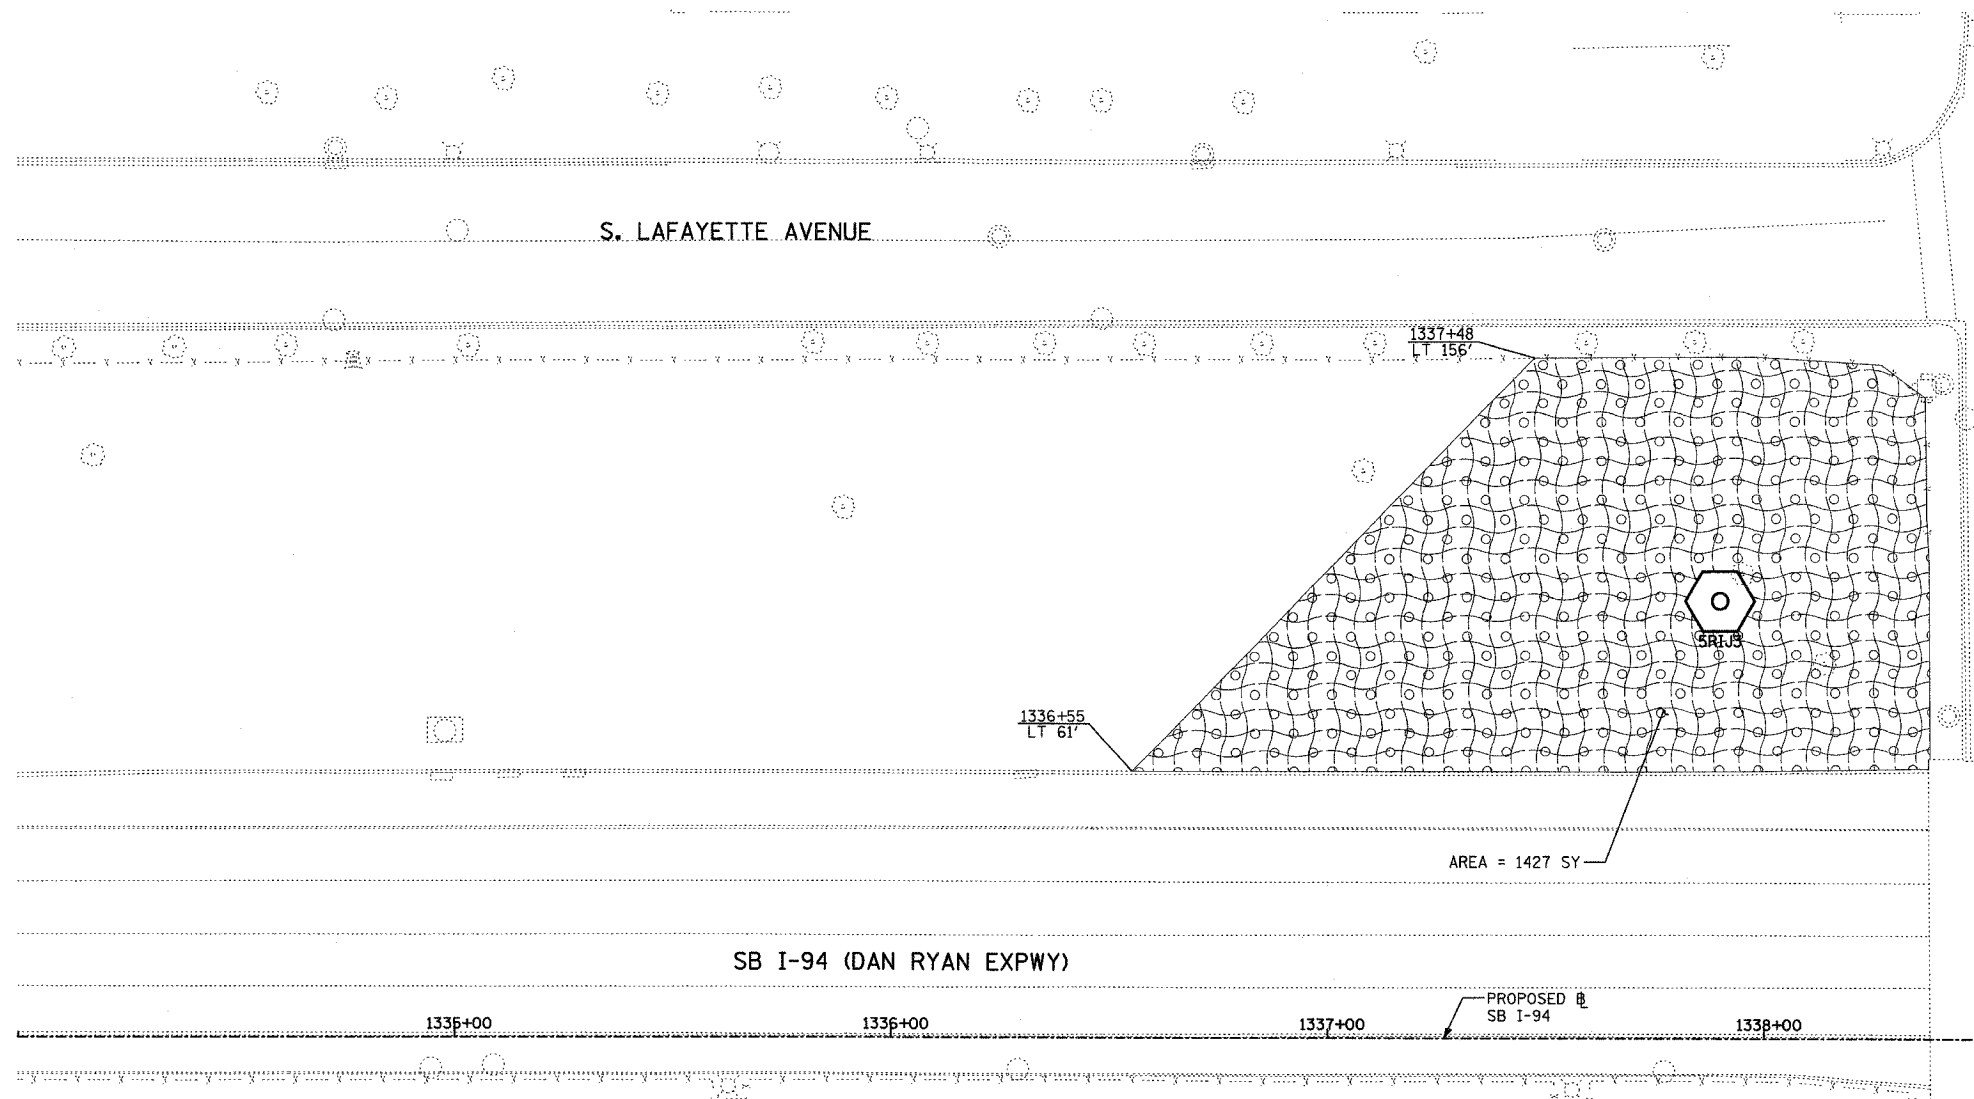 S. LAFAYETTE AVENUE
1337+48
LT 156'
5RIJ3
1336+55
LT 61'
AREA = 1427 SY
SB I-94 (DAN RYAN EXPWY)
PROPOSED ⅊
SB I-94
1335+00
1336+00
1337+00
1338+00